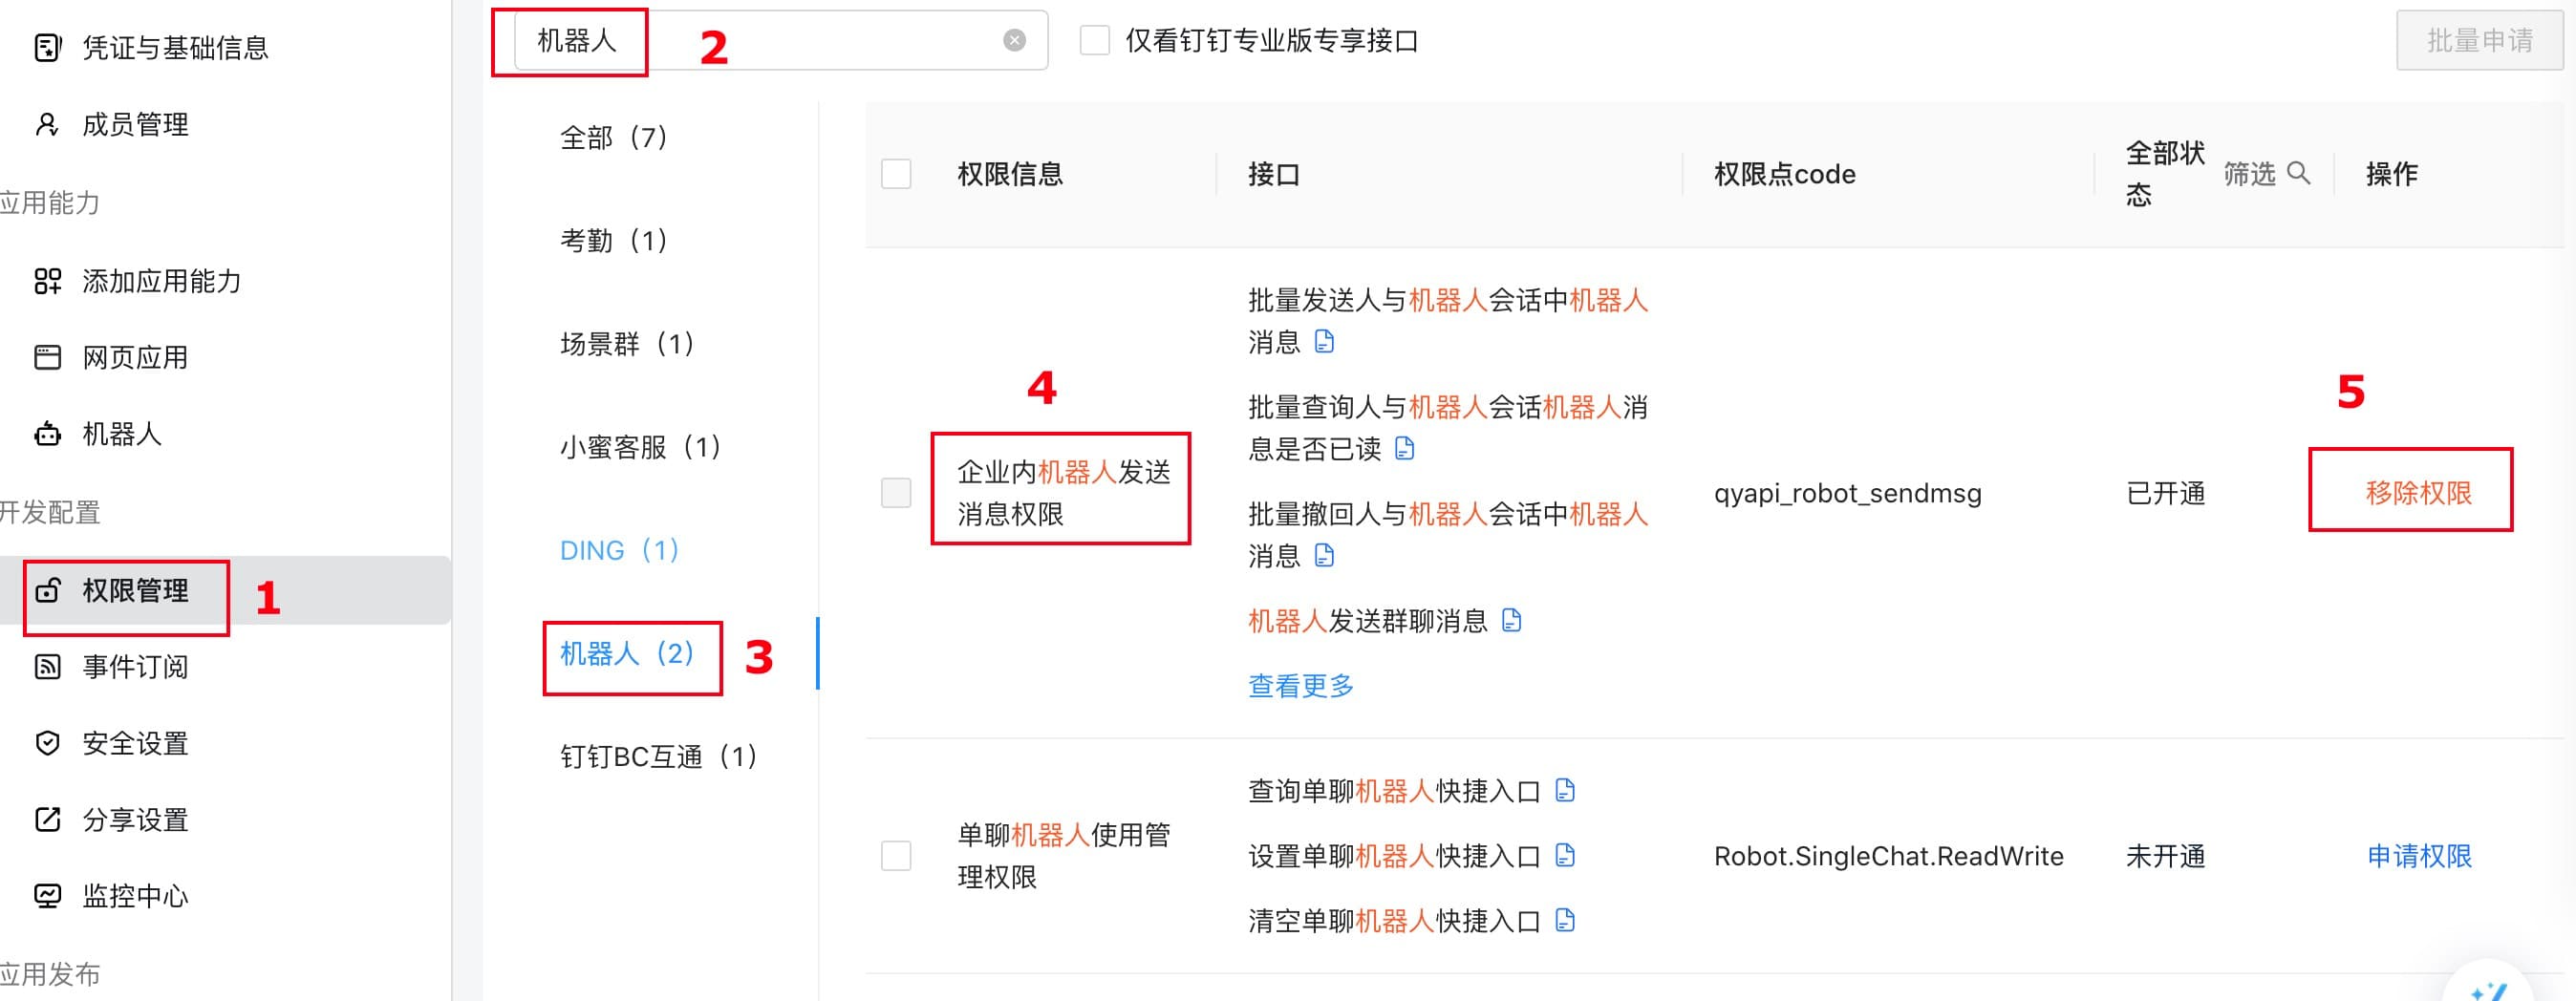 凭证与基础信息
成员管理
应用能力
添加应用能力
网页应用
机器人
开发配置
权限管理
1
事件订阅
安全设置
分享设置
监控中心
应用发布
机器人
2
仅看钉钉专业版专享接口
批量申请
全部（7）
考勤（1）
场景群（1）
小蜜客服（1）
DING（1）
机器人（2）
3
钉钉BC互通（1）
权限信息
接口
权限点code
全部状
态
筛选
操作
4
企业内机器人发送
消息权限
批量发送人与机器人会话中机器人
消息
批量查询人与机器人会话机器人消
息是否已读
批量撤回人与机器人会话中机器人
消息
机器人发送群聊消息
查看更多
qyapi_robot_sendmsg
已开通
5
移除权限
单聊机器人使用管
理权限
查询单聊机器人快捷入口
设置单聊机器人快捷入口
清空单聊机器人快捷入口
Robot.SingleChat.ReadWrite
未开通
申请权限